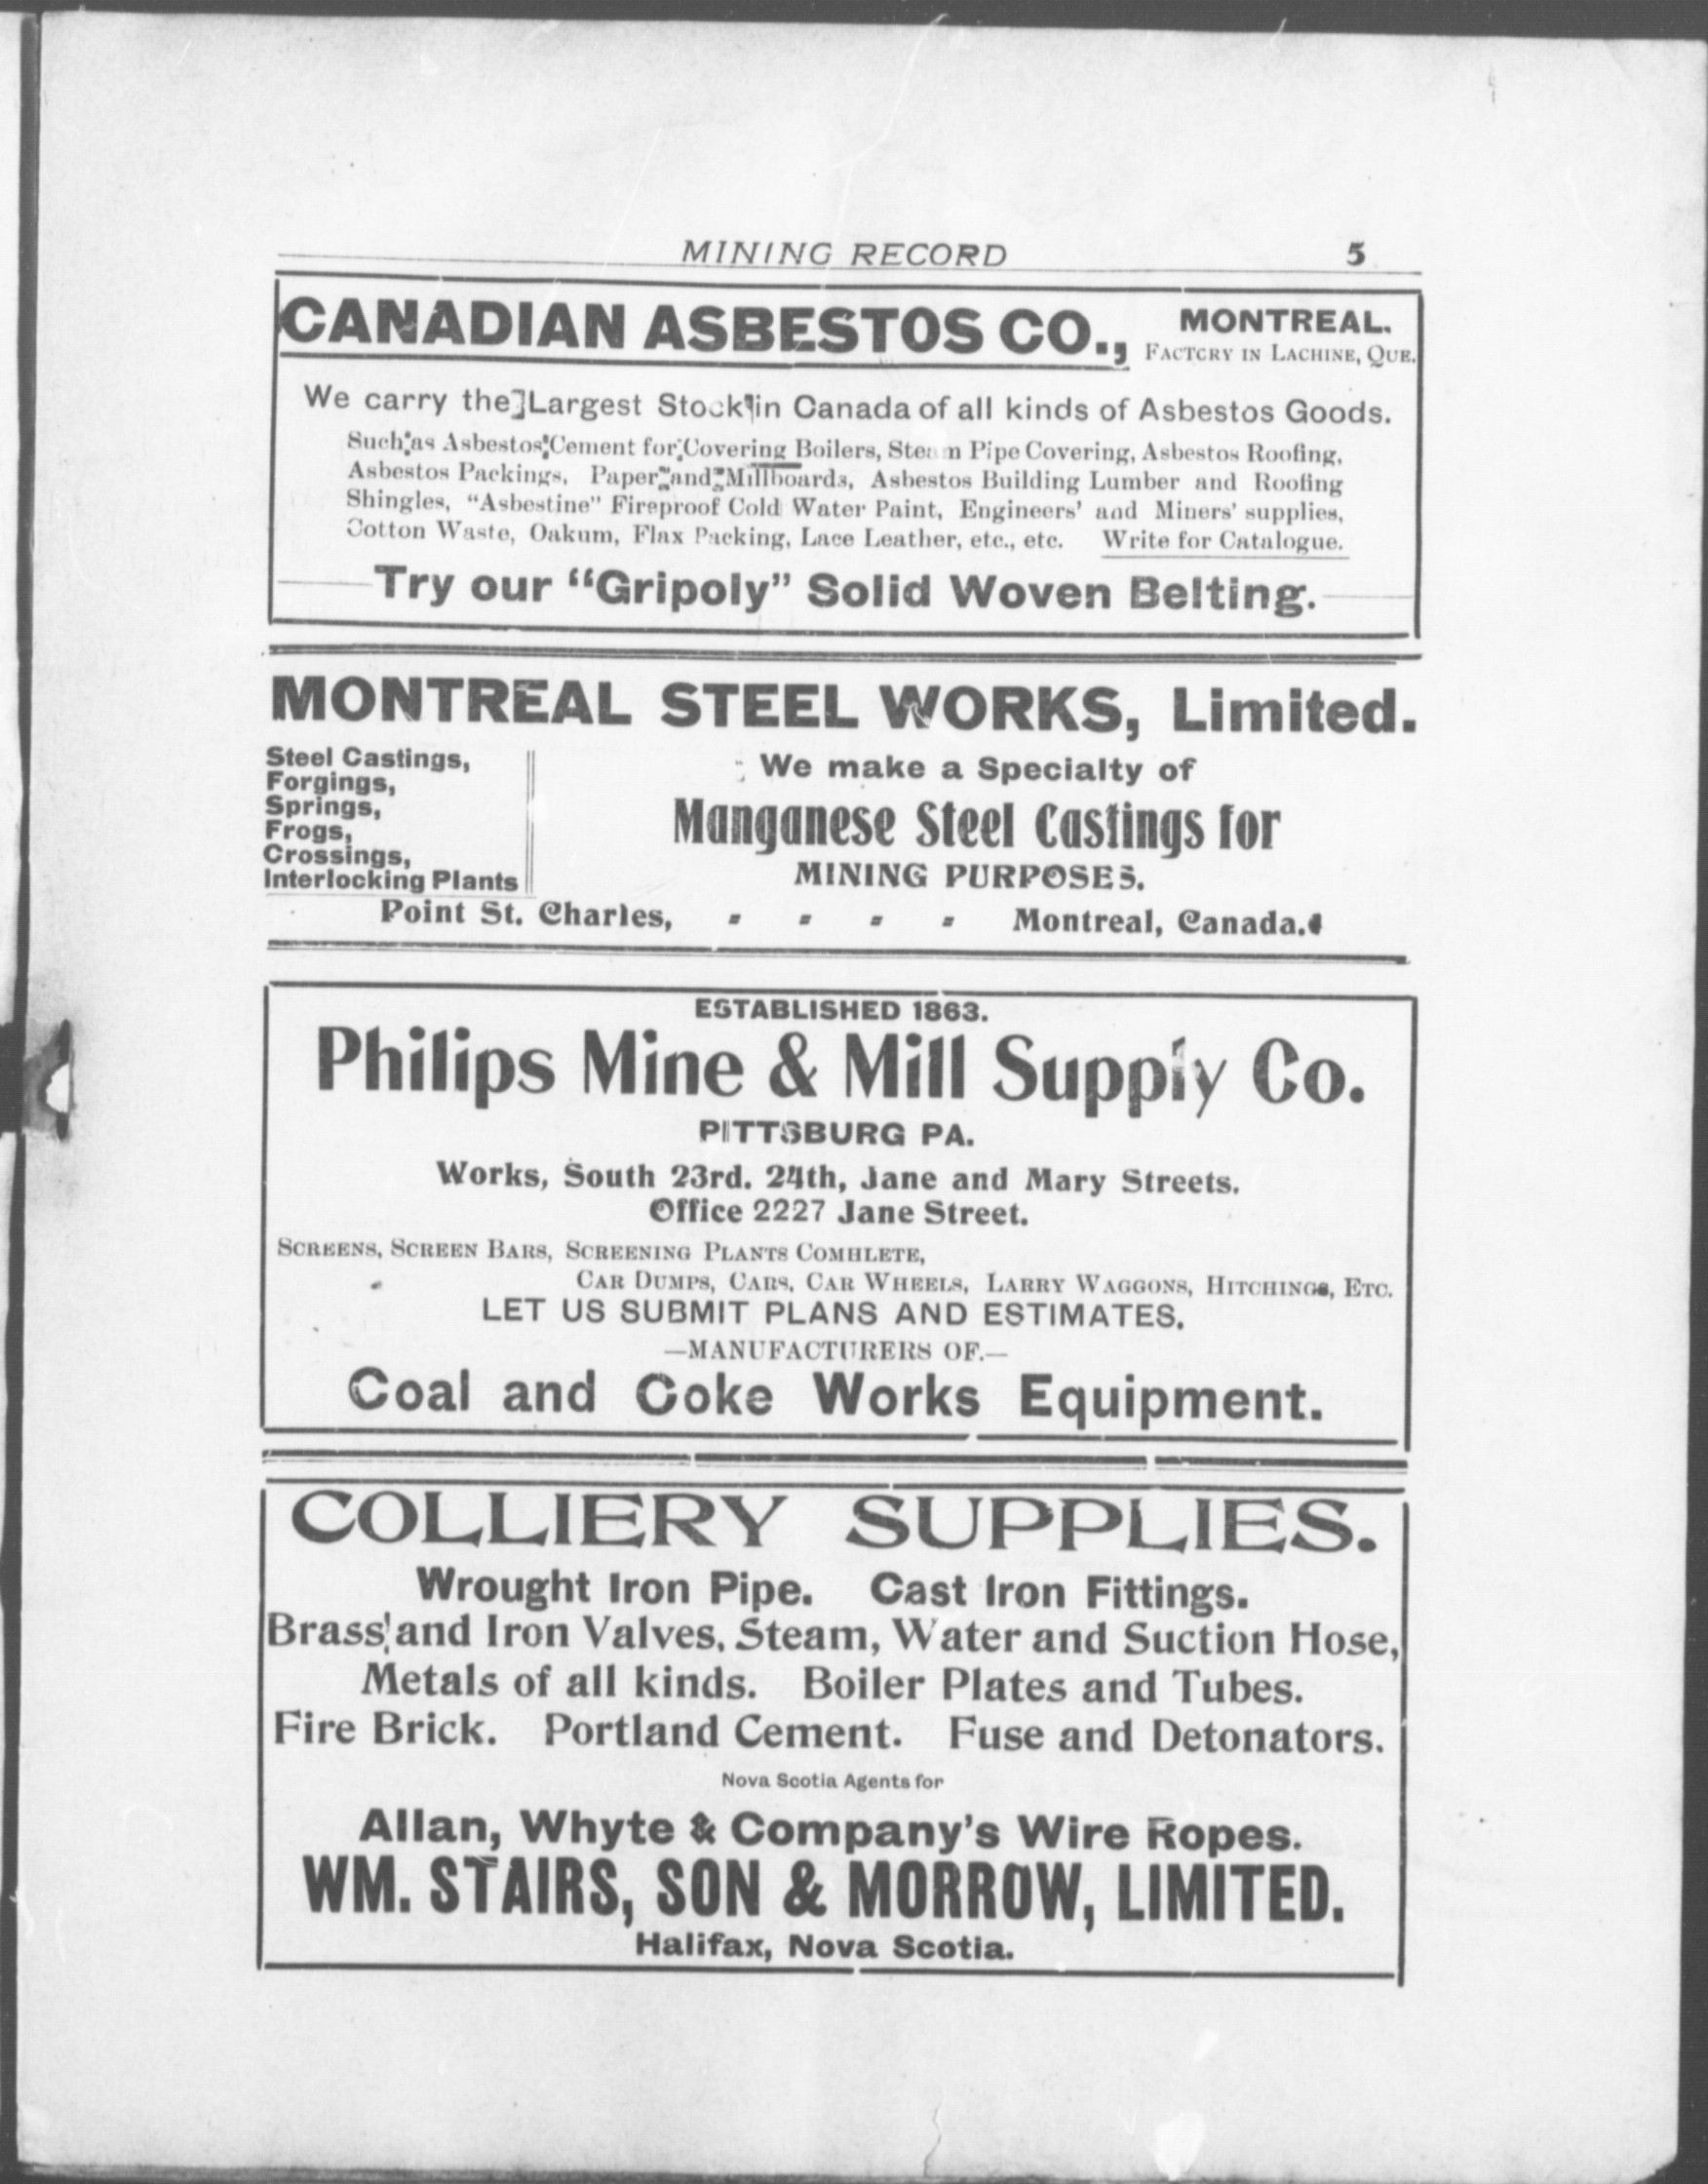 MINING RECORD 5
CANADIAN ASBESTOS CO., MONTREAL.
FACTCRY IN LACHINE, QUE.
We carry the Largest Stock in Canada of all kinds of Asbestos Goods.
Such as Asbestos Cement for Covering Boilers, Steam Pipe Covering, Asbestos Roofing,
Asbestos Packings, Paper and Millboards, Asbestos Building Lumber and Roofing
Shingles, "Asbestine" Fireproof Cold Water Paint, Engineers' and Miners' supplies,
Cotton Waste, Oakum, Flax Packing, Lace Leather, etc., etc. Write for Catalogue.
Try our "Gripoly" Solid Woven Belting.
MONTREAL STEEL WORKS, Limited.
Steel Castings,
Forgings,
Springs,
Frogs,
Crossings,
Interlocking Plants
We make a Specialty of
Manganese Steel Castings for
MINING PURPOSES.
Point St. Charles, - - - - Montreal, Canada.
ESTABLISHED 1863.
Philips Mine & Mill Supply Co.
PITTSBURG PA.
Works, South 23rd. 24th, Jane and Mary Streets.
Office 2227 Jane Street.
SCREENS, SCREEN BARS, SCREENING PLANTS COMHLETE,
CAR DUMPS, CARS, CAR WHEELS, LARRY WAGGONS, HITCHINGS, ETC.
LET US SUBMIT PLANS AND ESTIMATES.
—MANUFACTURERS OF.—
Coal and Coke Works Equipment.
COLLIERY SUPPLIES.
Wrought Iron Pipe. Cast Iron Fittings.
Brass and Iron Valves, Steam, Water and Suction Hose,
Metals of all kinds. Boiler Plates and Tubes.
Fire Brick. Portland Cement. Fuse and Detonators.
Nova Scotia Agents for
Allan, Whyte & Company's Wire Ropes.
WM. STAIRS, SON & MORROW, LIMITED.
Halifax, Nova Scotia.